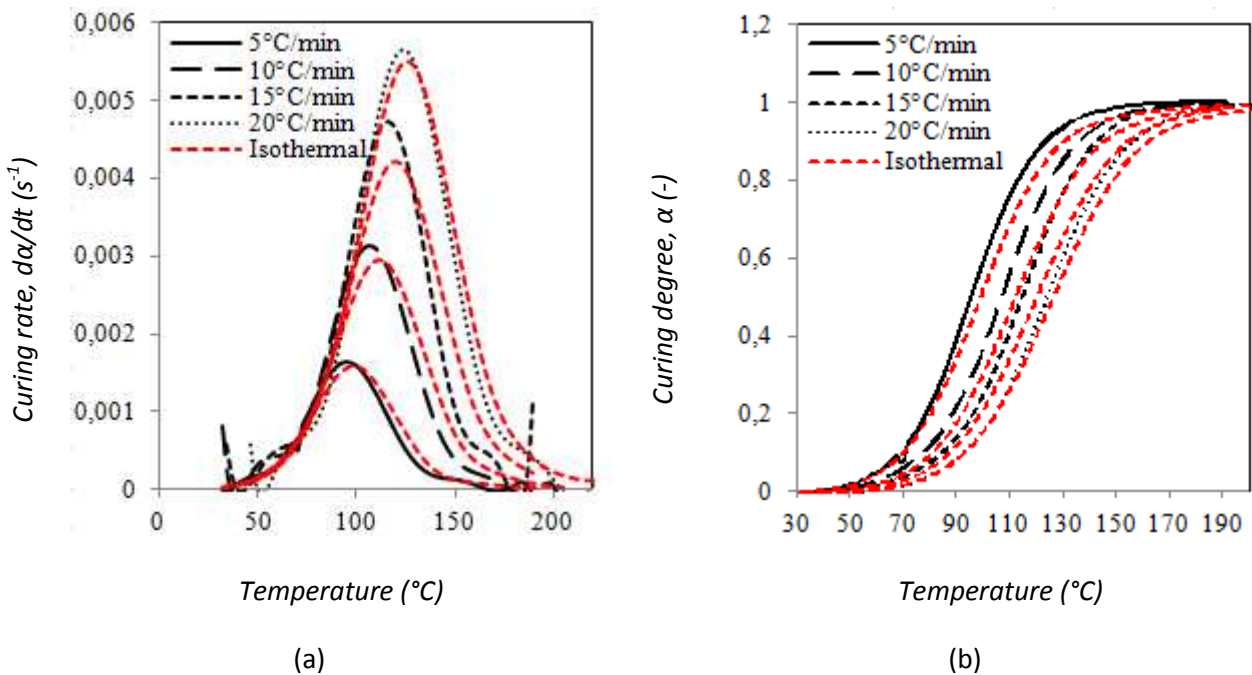 0,006
0,005
0,004
0,003
0,002
0,001
0
0 50 100 150 200
5°C/min
10°C/min
15°C/min
20°C/min
Isothermal
Curing rate, dα/dt (s⁻¹)
Temperature (°C)
(a)
1,2
1
0,8
0,6
0,4
0,2
0
30 50 70 90 110 130 150 170 190
5°C/min
10°C/min
15°C/min
20°C/min
Isothermal
Curing degree, α (-)
Temperature (°C)
(b)